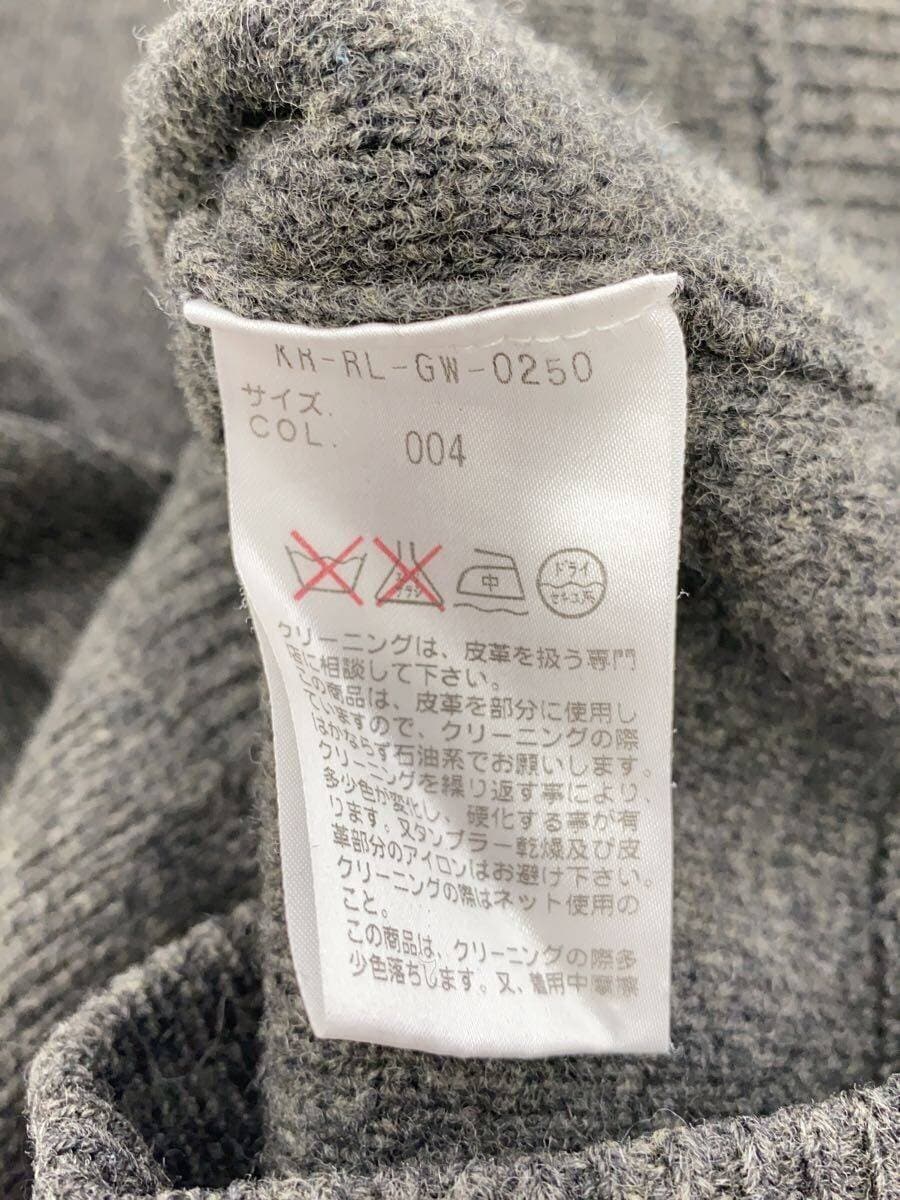 KR-RL-GW-0250
サイズ.
COL. 004
中
ドライ
セキユ系
クリーニングは、皮革を扱う専門
店に相談して下さい。
この商品は、皮革を部分に使用し
ていますので、クリーニングの際
はかならず石油系でお願いします。
クリーニングを繰り返す事により、
多少色が変化し、硬化する事が有
ります。又タンブラー乾燥及び皮
革部分のアイロンはお避け下さい。
クリーニングの際はネット使用の
こと。
この商品は、クリーニングの際多
少色落ちします。又、着用中摩擦